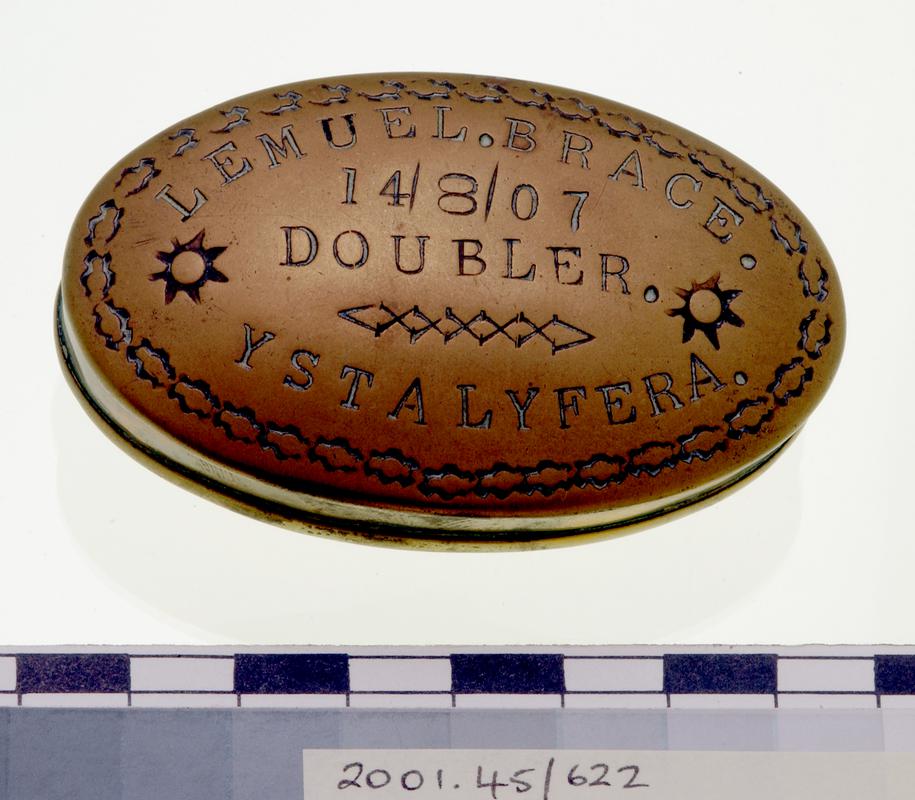 LEMUEL.BRACE.
14/8/07
DOUBLER.
YSTALYFERA.
2001.45/622